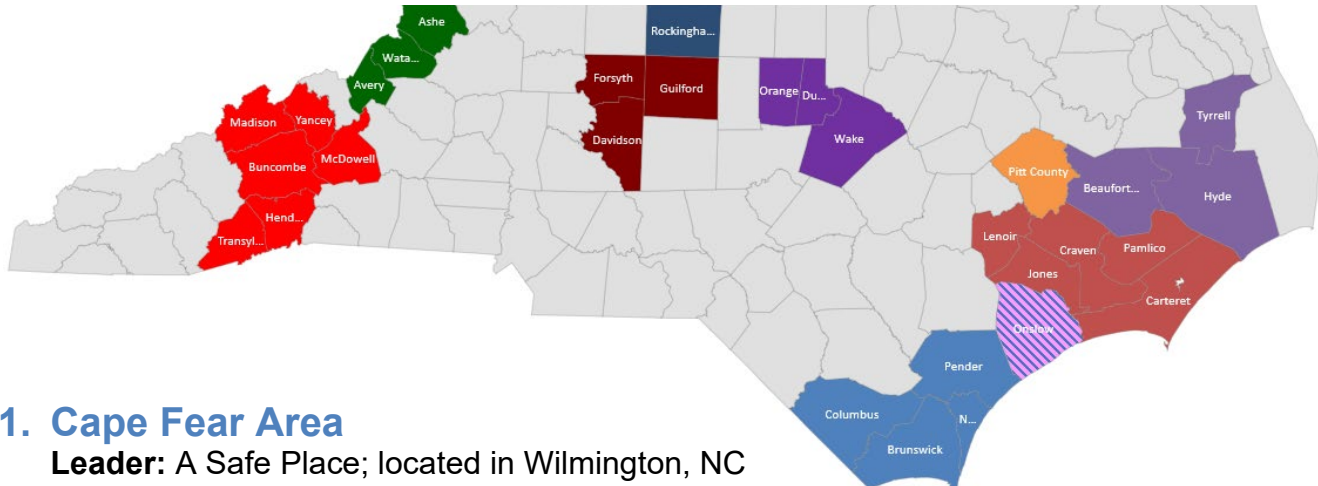 Ashe
Rockingha...
Wata...
Forsyth
Avery
Guilford
Orange
Du...
Tyrrell
Madison
Yancey
Davidson
Wake
McDowell
Buncombe
Pitt County
Beaufort...
Hyde
Hend...
Transyl...
Lenoir
Craven
Pamlico
Jones
Carteret
Onslow
Pender
Columbus
N...
Brunswick
1. Cape Fear Area
Leader: A Safe Place; located in Wilmington, NC